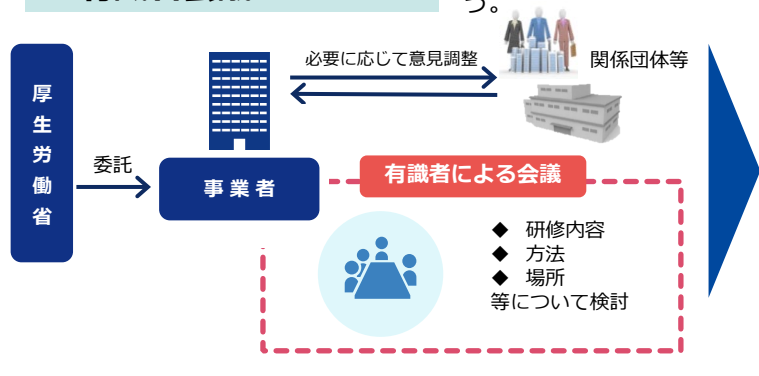 う。
必要に応じて意見調整
関係団体等
厚生労働省
委託
事業者
有識者による会議
◆ 研修内容
◆ 方法
◆ 場所
等について検討